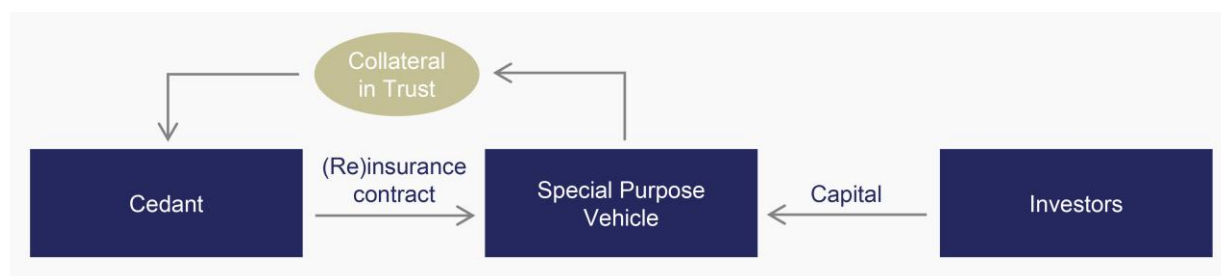 Collateral
in Trust
Cedant
(Re)insurance
contract
Special Purpose
Vehicle
Capital
Investors